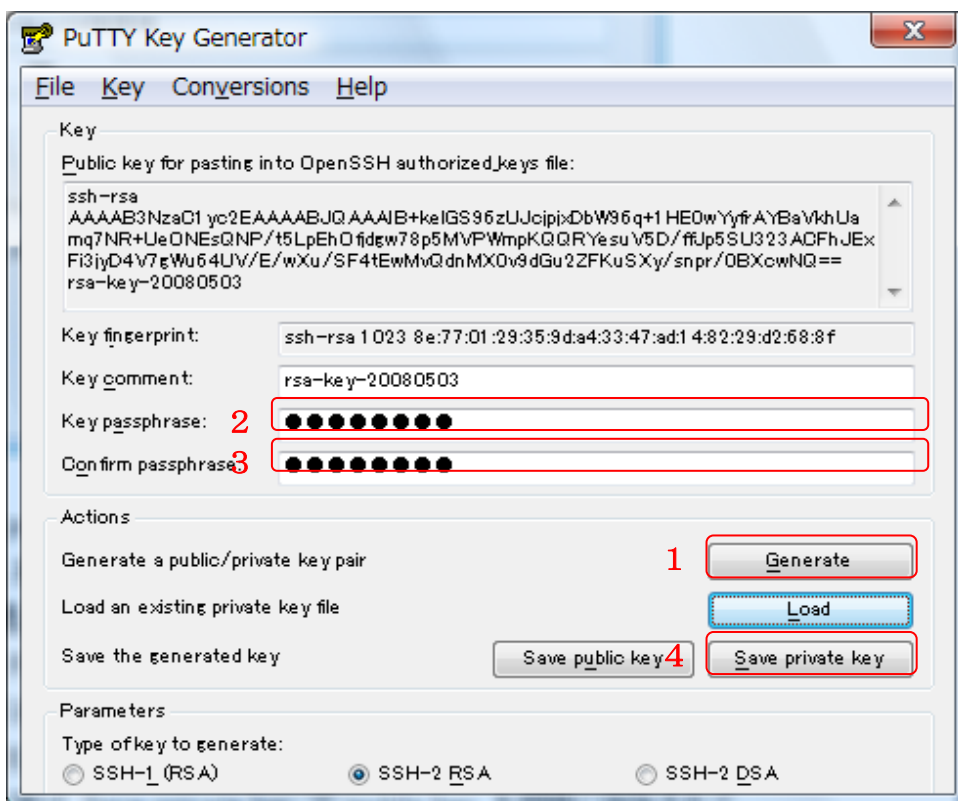 PuTTY Key Generator
File Key Conversions Help
Key
Public key for pasting into OpenSSH authorized_keys file:
ssh-rsa
AAAAB3NzaC1yc2EAAAABJQAAAIB+kelGS96zUJcjpjxDbW96q+1HE0wYyfrAYBaVkhUa
mq7NR+UeONEsQNP/t5LpEhOfjdgw78p5MVPWmpKQQRYesuV5D/ffUp5SU323ACFhJEx
Fi3jyD4V7gWu64UV/E/wXu/SF4tEwMvQdnMX0v9dGu2ZFKuSXy/snpr/0BXcwNQ==
rsa-key-20080503
Key fingerprint: ssh-rsa 1023 8e:77:01:29:35:9d:a4:33:47:ad:14:82:29:d2:68:8f
Key comment: rsa-key-20080503
Key passphrase: 2 ●●●●●●●●
Confirm passphrase: 3 ●●●●●●●●
Actions
Generate a public/private key pair 1 Generate
Load an existing private key file Load
Save the generated key Save public key 4 Save private key
Parameters
Type of key to generate:
SSH-1 (RSA) SSH-2 RSA SSH-2 DSA